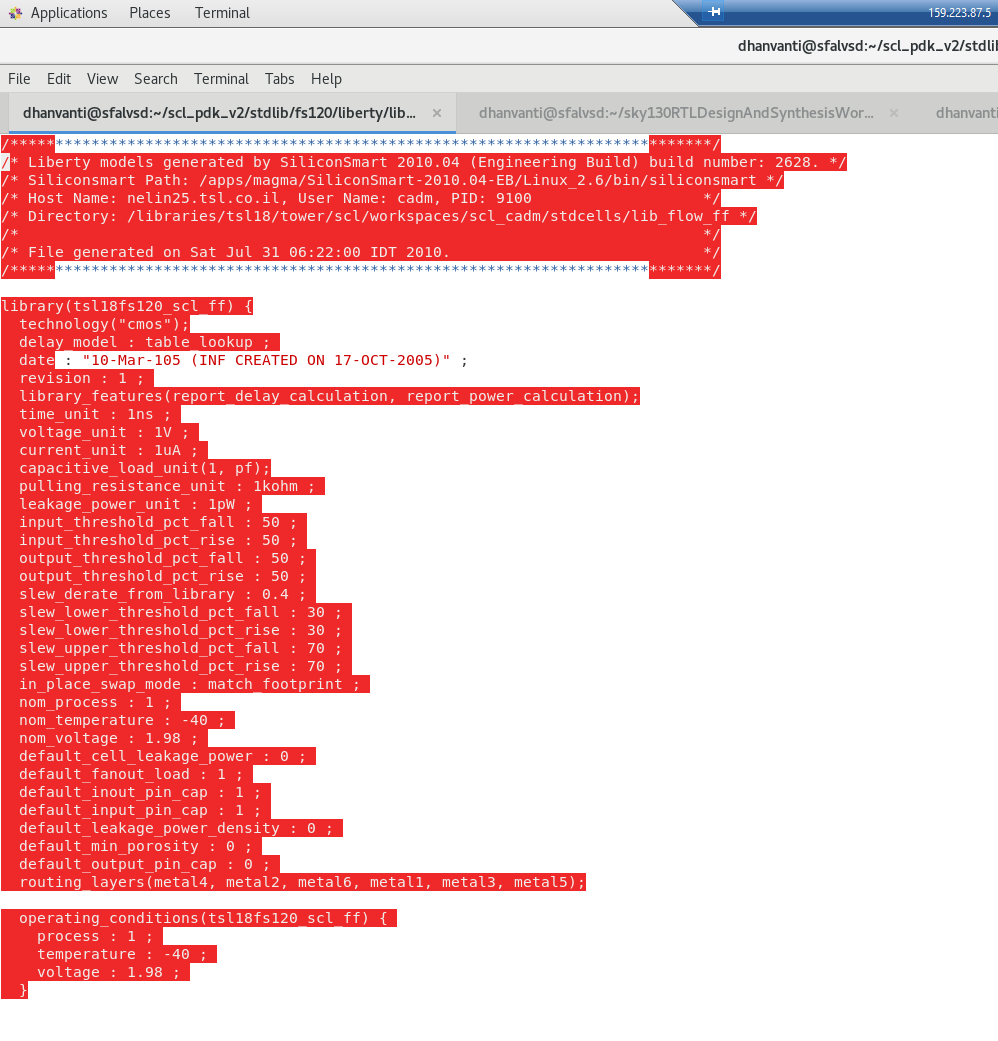 Applications Places Terminal
159.223.87.5
dhanvanti@sfalvsd:~/scl_pdk_v2/stdlib
File Edit View Search Terminal Tabs Help
dhanvanti@sfalvsd:~/scl_pdk_v2/stdlib/fs120/liberty/lib... × dhanvanti@sfalvsd:~/sky130RTLDesignAndSynthesisWor... × dhanvanti
/***************************************************************************** */
/* Liberty models generated by SiliconSmart 2010.04 (Engineering Build) build number: 2628. */
/* Siliconsmart Path: /apps/magma/SiliconSmart-2010.04-EB/Linux_2.6/bin/siliconsmart */
/* Host Name: nelin25.tsl.co.il, User Name: cadm, PID: 9100 */
/* Directory: /libraries/tsl18/tower/scl/workspaces/scl_cadm/stdcells/lib_flow_ff */
/* */
/* File generated on Sat Jul 31 06:22:00 IDT 2010. */
/******************************************************************************/
library(tsl18fs120_scl_ff) {
technology("cmos");
delay_model : table_lookup ;
date : "10-Mar-105 (INF CREATED ON 17-OCT-2005)" ;
revision : 1 ;
library_features(report_delay_calculation, report_power_calculation);
time_unit : 1ns ;
voltage_unit : 1V ;
current_unit : 1uA ;
capacitive_load_unit(1, pf);
pulling_resistance_unit : 1kohm ;
leakage_power_unit : 1pW ;
input_threshold_pct_fall : 50 ;
input_threshold_pct_rise : 50 ;
output_threshold_pct_fall : 50 ;
output_threshold_pct_rise : 50 ;
slew_derate_from_library : 0.4 ;
slew_lower_threshold_pct_fall : 30 ;
slew_lower_threshold_pct_rise : 30 ;
slew_upper_threshold_pct_fall : 70 ;
slew_upper_threshold_pct_rise : 70 ;
in_place_swap_mode : match_footprint ;
nom_process : 1 ;
nom_temperature : -40 ;
nom_voltage : 1.98 ;
default_cell_leakage_power : 0 ;
default_fanout_load : 1 ;
default_inout_pin_cap : 1 ;
default_input_pin_cap : 1 ;
default_leakage_power_density : 0 ;
default_min_porosity : 0 ;
default_output_pin_cap : 0 ;
routing_layers(metal4, metal2, metal6, metal1, metal3, metal5);
operating_conditions(tsl18fs120_scl_ff) {
process : 1 ;
temperature : -40 ;
voltage : 1.98 ;
}